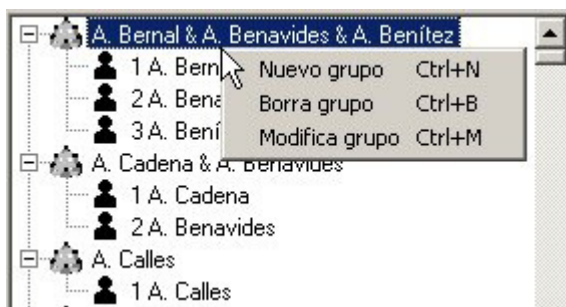 A. Bernal & A. Benavides & A. Benítez
1 A. Bern
Nuevo grupo Ctrl+N
2 A. Bena
Borra grupo Ctrl+B
3 A. Bení
Modifica grupo Ctrl+M
A. Cadena & A. Benavides
1 A. Cadena
2 A. Benavides
A. Calles
1 A. Calles